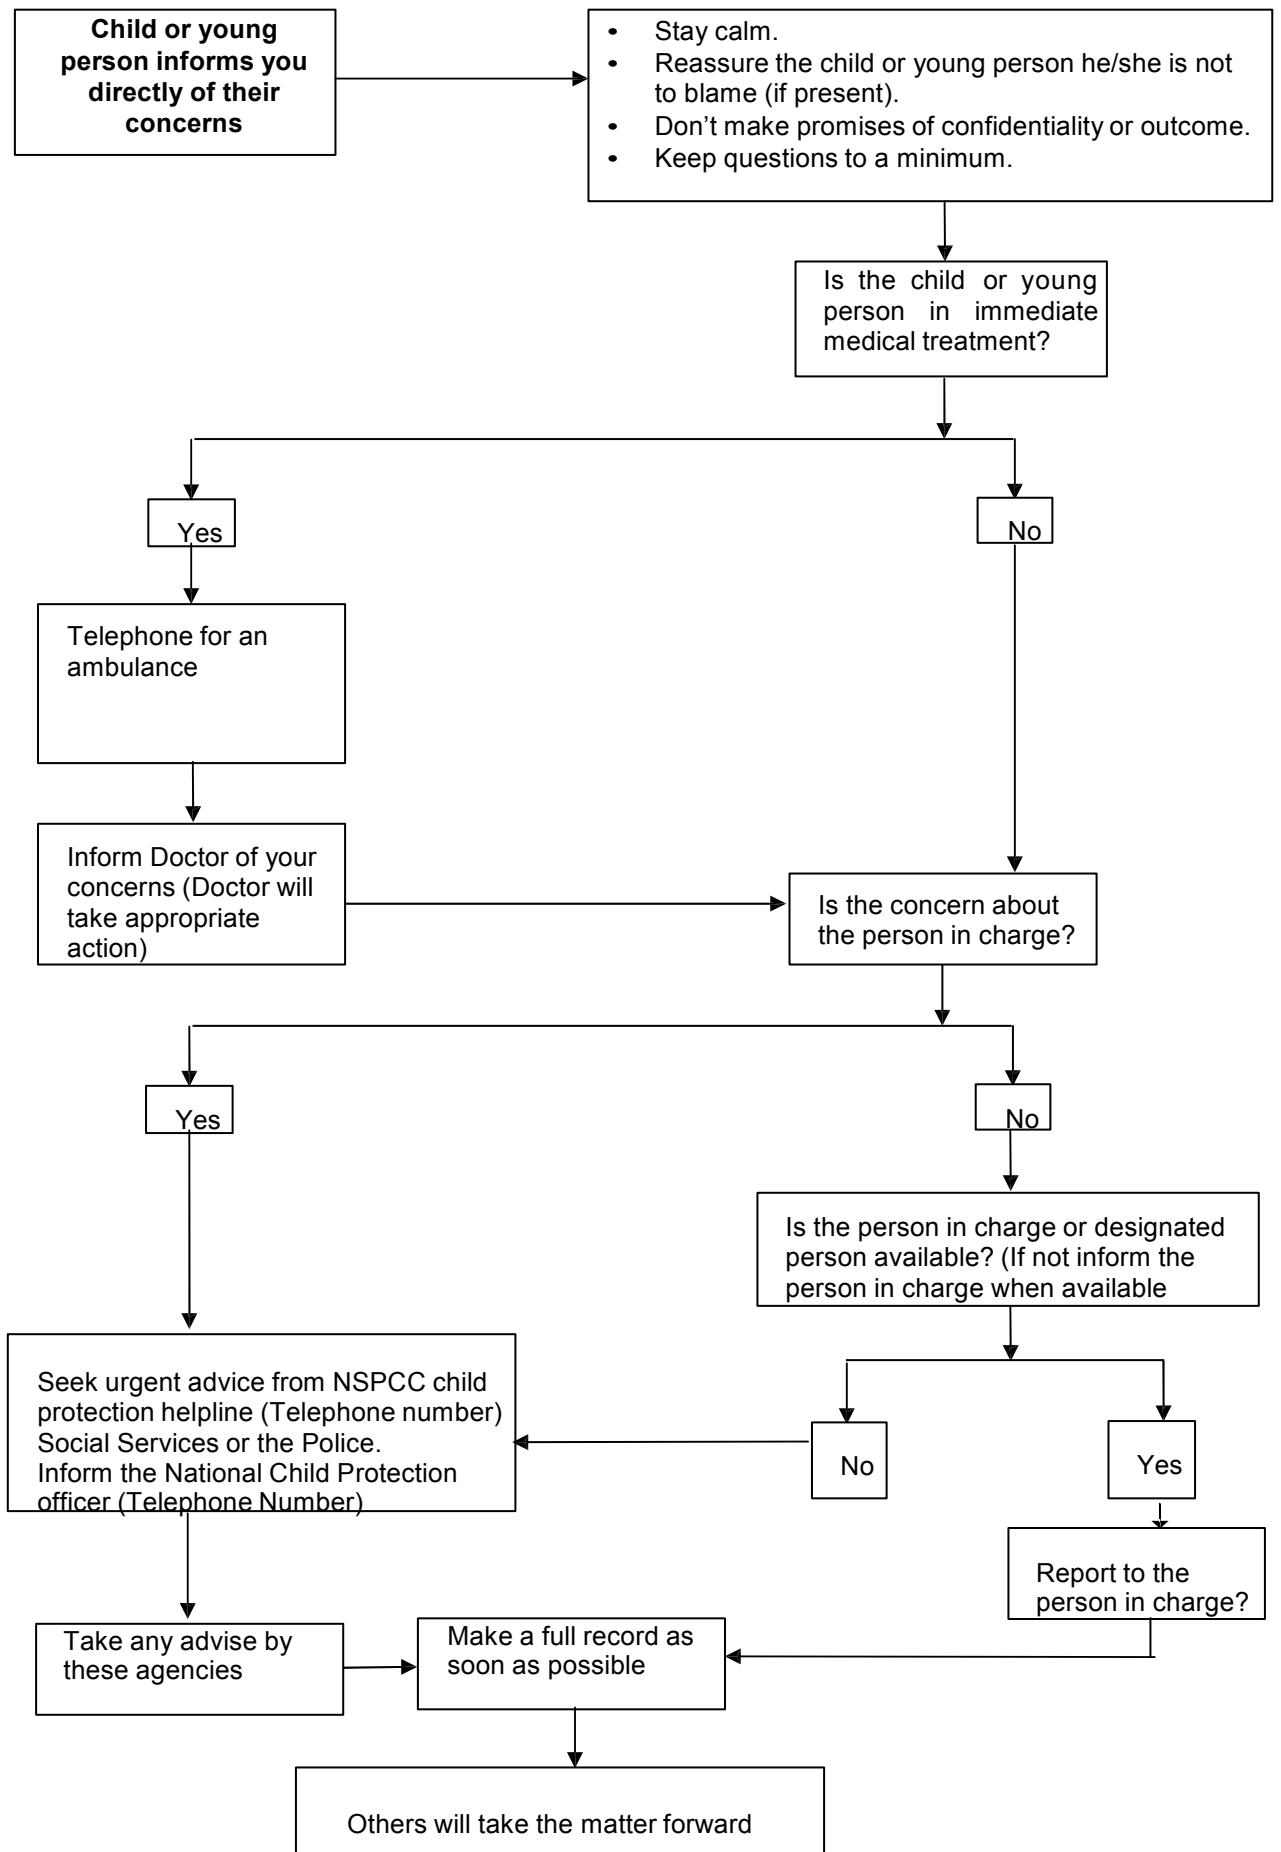 Child or young
person informs you
directly of their
concerns
• Stay calm.
• Reassure the child or young person he/she is not
to blame (if present).
• Don’t make promises of confidentiality or outcome.
• Keep questions to a minimum.
Is the child or young
person in immediate
medical treatment?
Yes
No
Telephone for an
ambulance
Inform Doctor of your
concerns (Doctor will
take appropriate
action)
Is the concern about
the person in charge?
Yes
No
Is the person in charge or designated
person available? (If not inform the
person in charge when available
Seek urgent advice from NSPCC child
protection helpline (Telephone number)
Social Services or the Police.
Inform the National Child Protection
officer (Telephone Number)
No
Yes
Report to the
person in charge?
Take any advise by
these agencies
Make a full record as
soon as possible
Others will take the matter forward